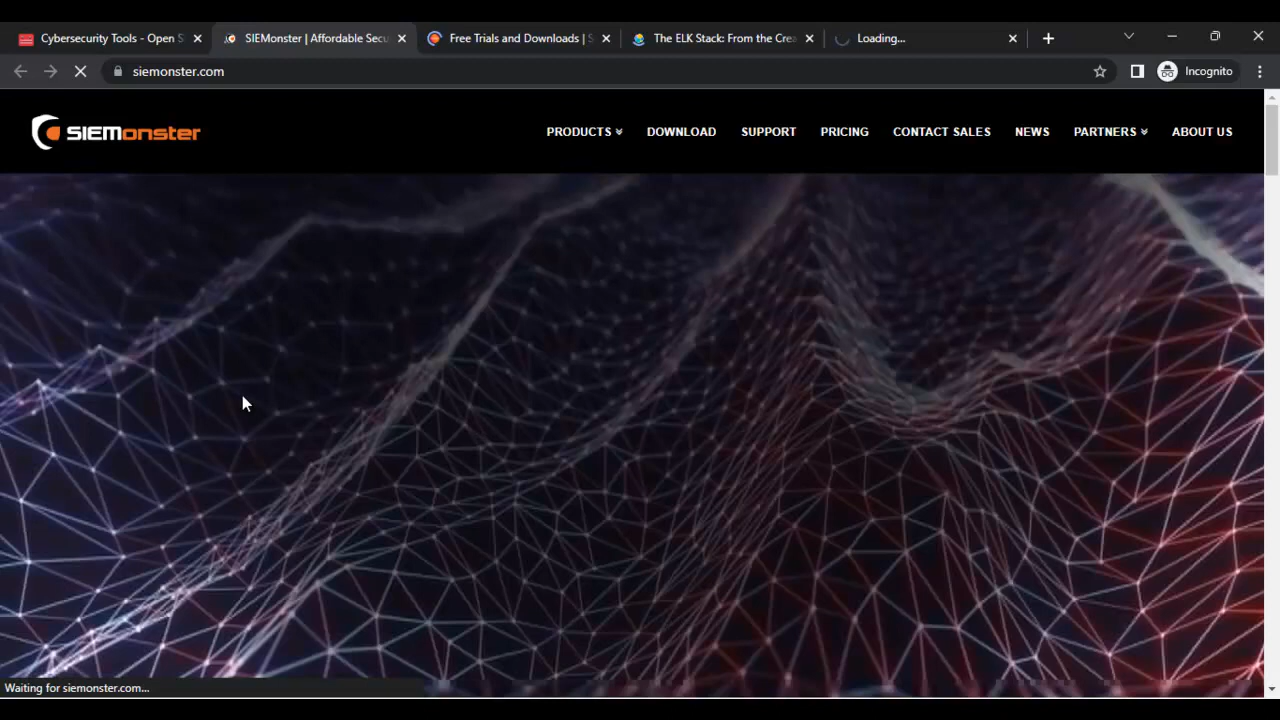 Cybersecurity Tools - Open S
SIEMonster | Affordable Secu
Free Trials and Downloads | S
The ELK Stack: From the Crea
Loading...
siemonster.com
Incognito
SIEMonster
PRODUCTS
DOWNLOAD
SUPPORT
PRICING
CONTACT SALES
NEWS
PARTNERS
ABOUT US
Waiting for siemonster.com...